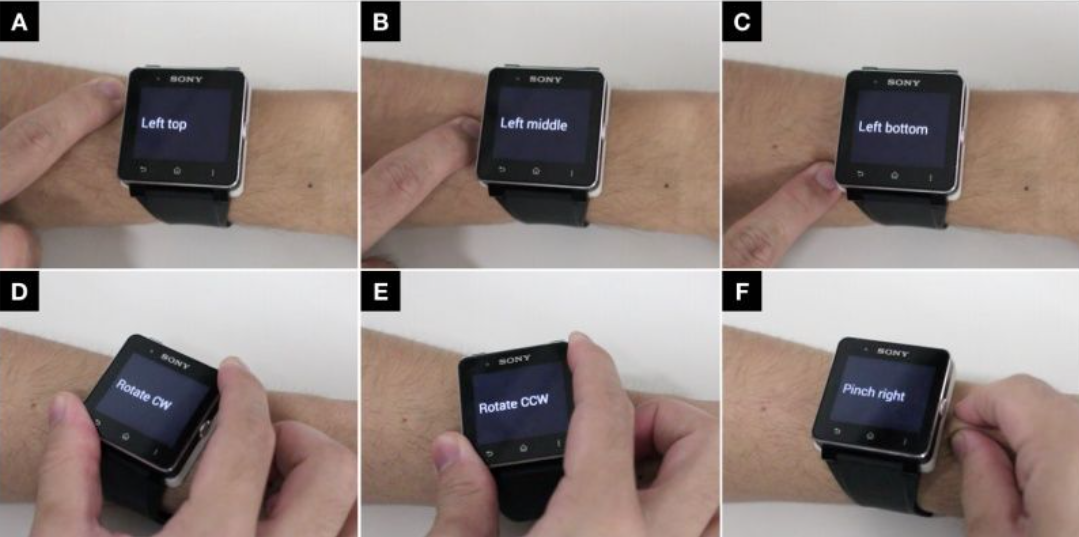 A
SONY
Left top
B
SONY
Left middle
C
SONY
Left bottom
D
SONY
Rotate CW
E
SONY
Rotate CCW
F
SONY
Pinch right